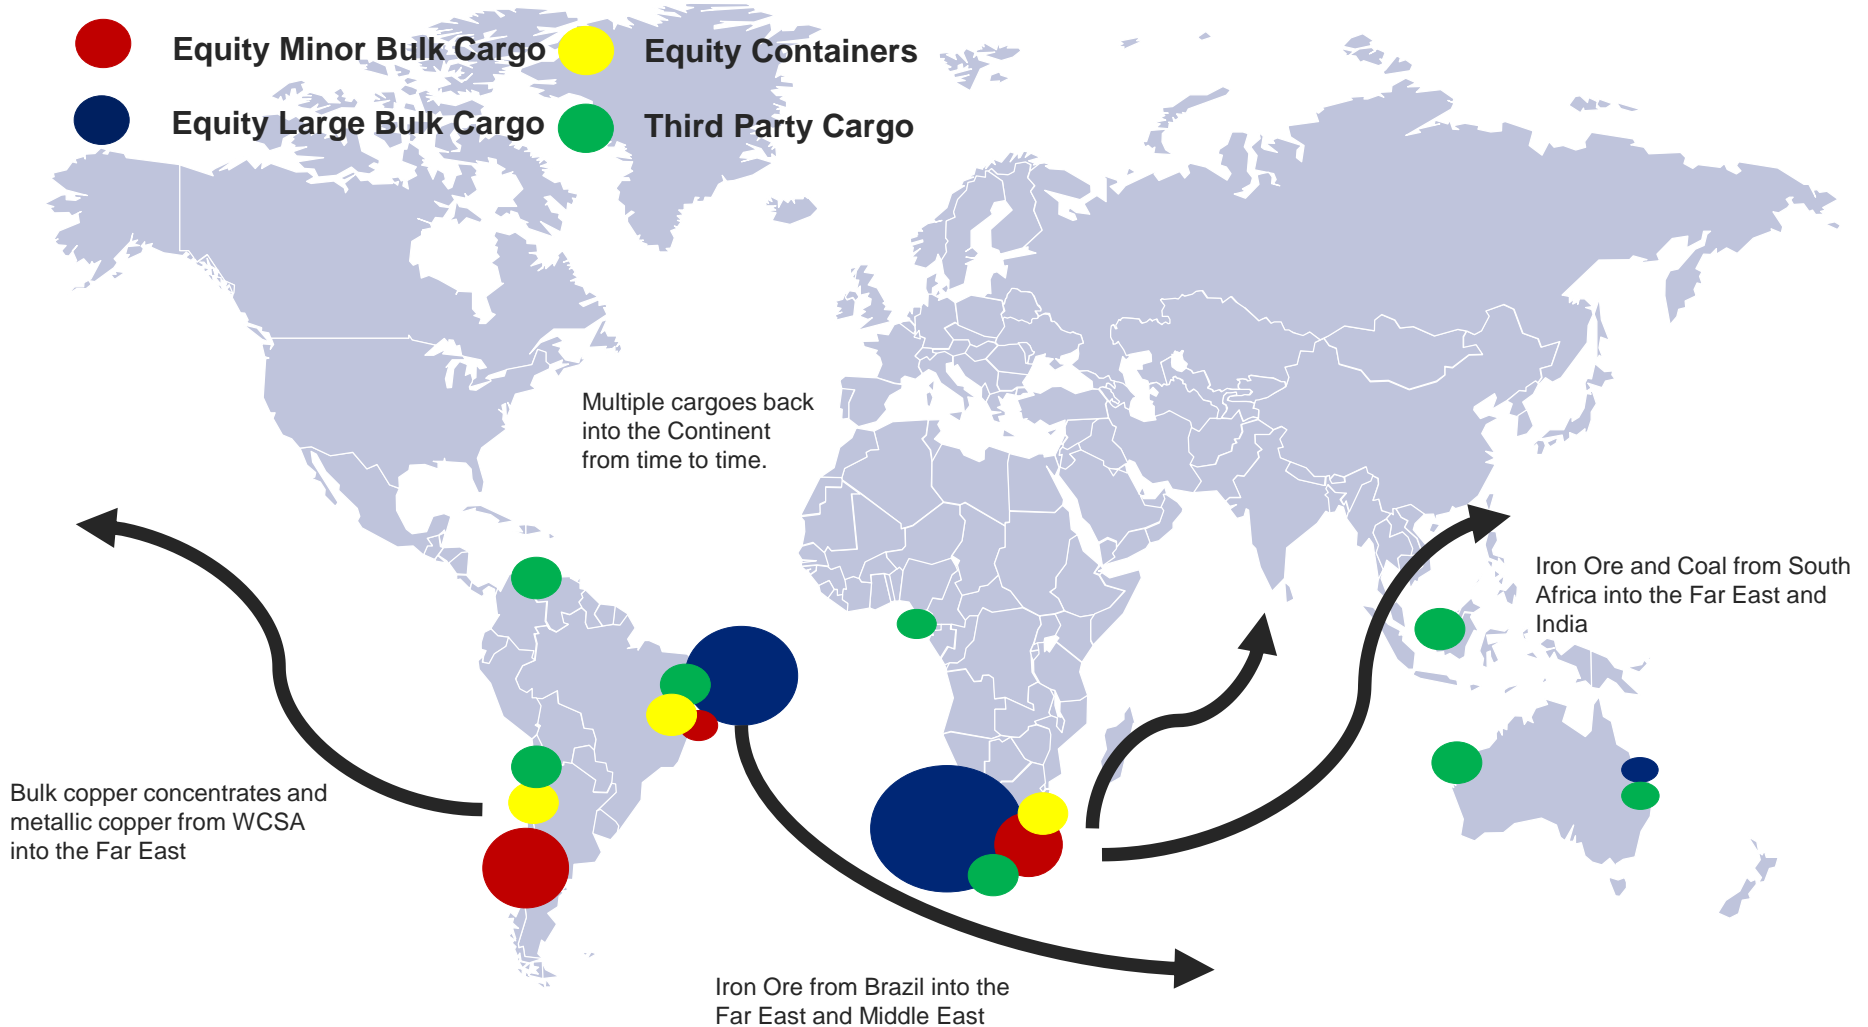 Equity Minor Bulk Cargo
Equity Containers
Equity Large Bulk Cargo
Third Party Cargo
Multiple cargoes back
into the Continent
from time to time.
Iron Ore and Coal from South
Africa into the Far East and
India
Bulk copper concentrates and
metallic copper from WCSA
into the Far East
Iron Ore from Brazil into the
Far East and Middle East